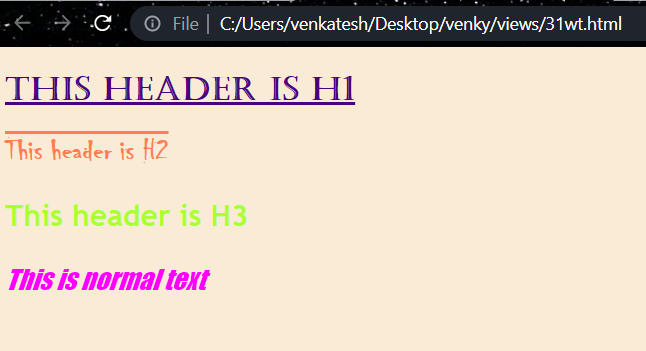 File | C:/Users/venkatesh/Desktop/venky/views/31wt.html
THIS HEADER IS H1
This header is H2
This header is H3
This is normal text